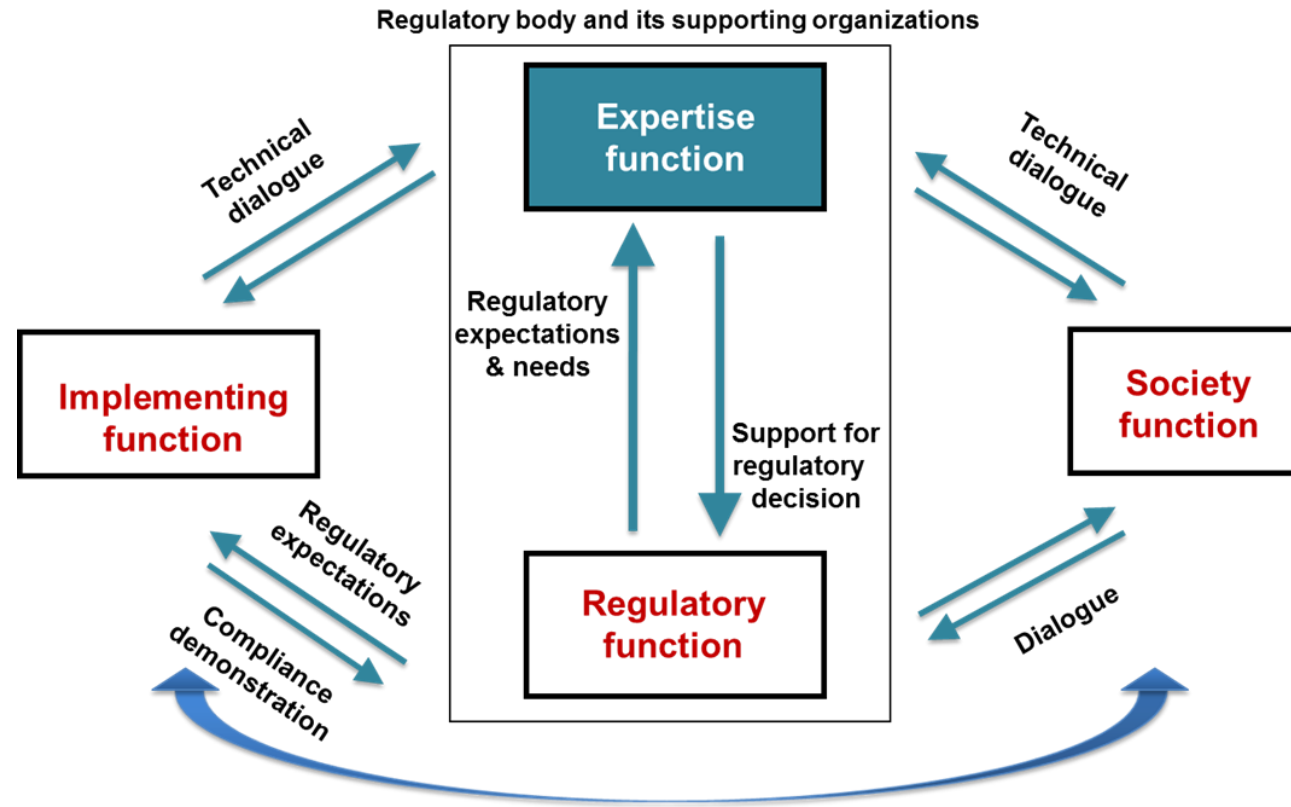 Regulatory body and its supporting organizations
Expertise
function
Technical
dialogue
Technical
dialogue
Regulatory
expectations
& needs
Support for
regulatory
decision
Implementing
function
Society
function
Regulatory
expectations
Compliance
demonstration
Regulatory
function
Dialogue